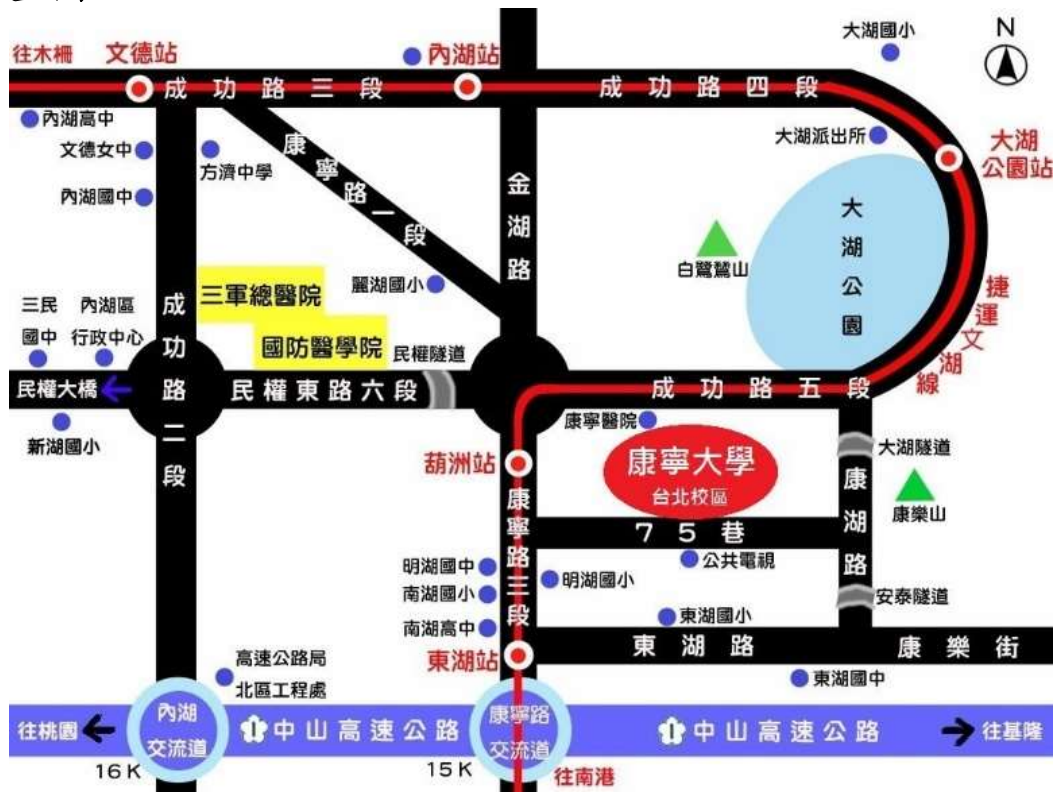 大湖國小
N
往木柵
文德站
內湖站
成功路三段
成功路四段
內湖高中
文德女中
方濟中學
內湖國中
康寧路一段
金湖路
大湖派出所
大湖
公園站
大湖公園
白鷺鷥山
三軍總醫院
麗湖國小
國防醫學院
民權隧道
三民
國中
內湖區
行政中心
成功路二段
捷運文湖線
民權大橋
民權東路六段
成功路五段
新湖國小
康寧醫院
葫洲站
康寧大學
台北校區
大湖隧道
康樂山
康湖路
75巷
康寧路三段
明湖國中
明湖國小
公共電視
南湖國小
安泰隧道
東湖國小
南湖高中
東湖路
康樂街
東湖站
高速公路局
北區工程處
東湖國中
往桃園
內湖
交流道
1
中山高速公路
康寧路
交流道
1
中山高速公路
往基隆
16K
15K
往南港